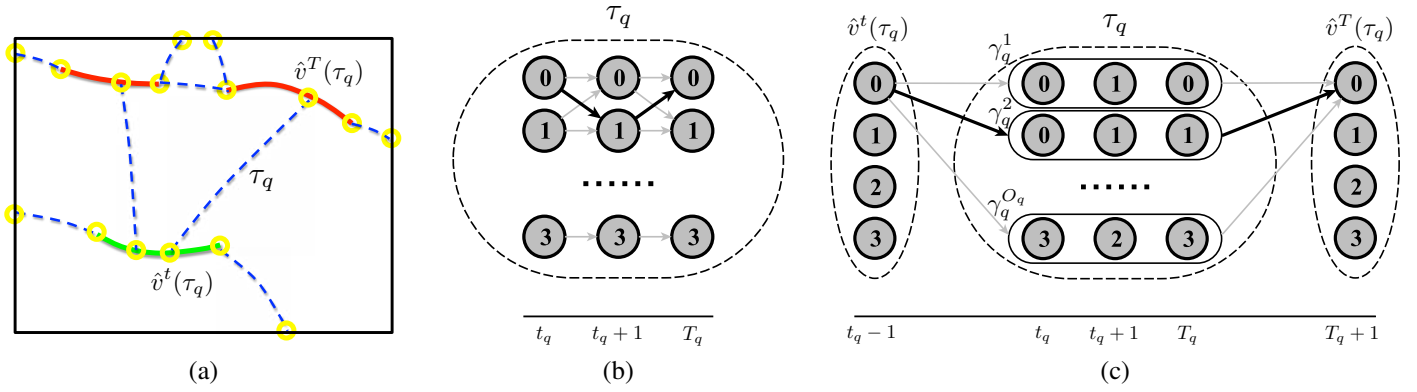 v̂^T(τ_q)
τ_q
v̂^t(τ_q)
(a)
τ_q
0 0 0
1 1 1
.......
3 3 3
t_q t_q + 1 T_q
(b)
v̂^t(τ_q) τ_q v̂^T(τ_q)
γ_q^1
0 0 1 0 0
γ_q^2
1 0 1 1 1
2 ....... 2
γ_q^{O_q}
3 3 2 3 3
t_q − 1 t_q t_q + 1 T_q T_q + 1
(c)